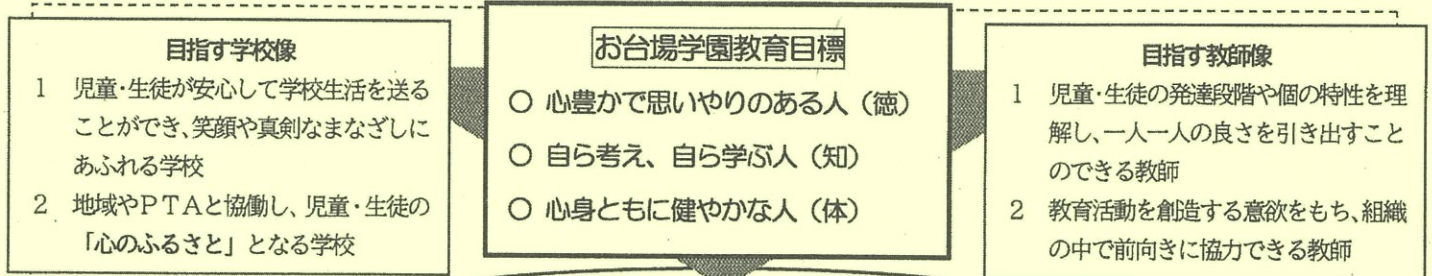 目指す学校像
1 児童・生徒が安心して学校生活を送る
ことができ、笑顔や真剣なまなざしに
あふれる学校
2 地域やPTAと協働し、児童・生徒の
「心のふるさと」となる学校
お台場学園教育目標
○ 心豊かで思いやりのある人（徳）
○ 自ら考え、自ら学ぶ人（知）
○ 心身ともに健やかな人（体）
目指す教師像
1 児童・生徒の発達段階や個の特性を理
解し、一人一人の良さを引き出すこと
のできる教師
2 教育活動を創造する意欲をもち、組織
の中で前向きに協力できる教師